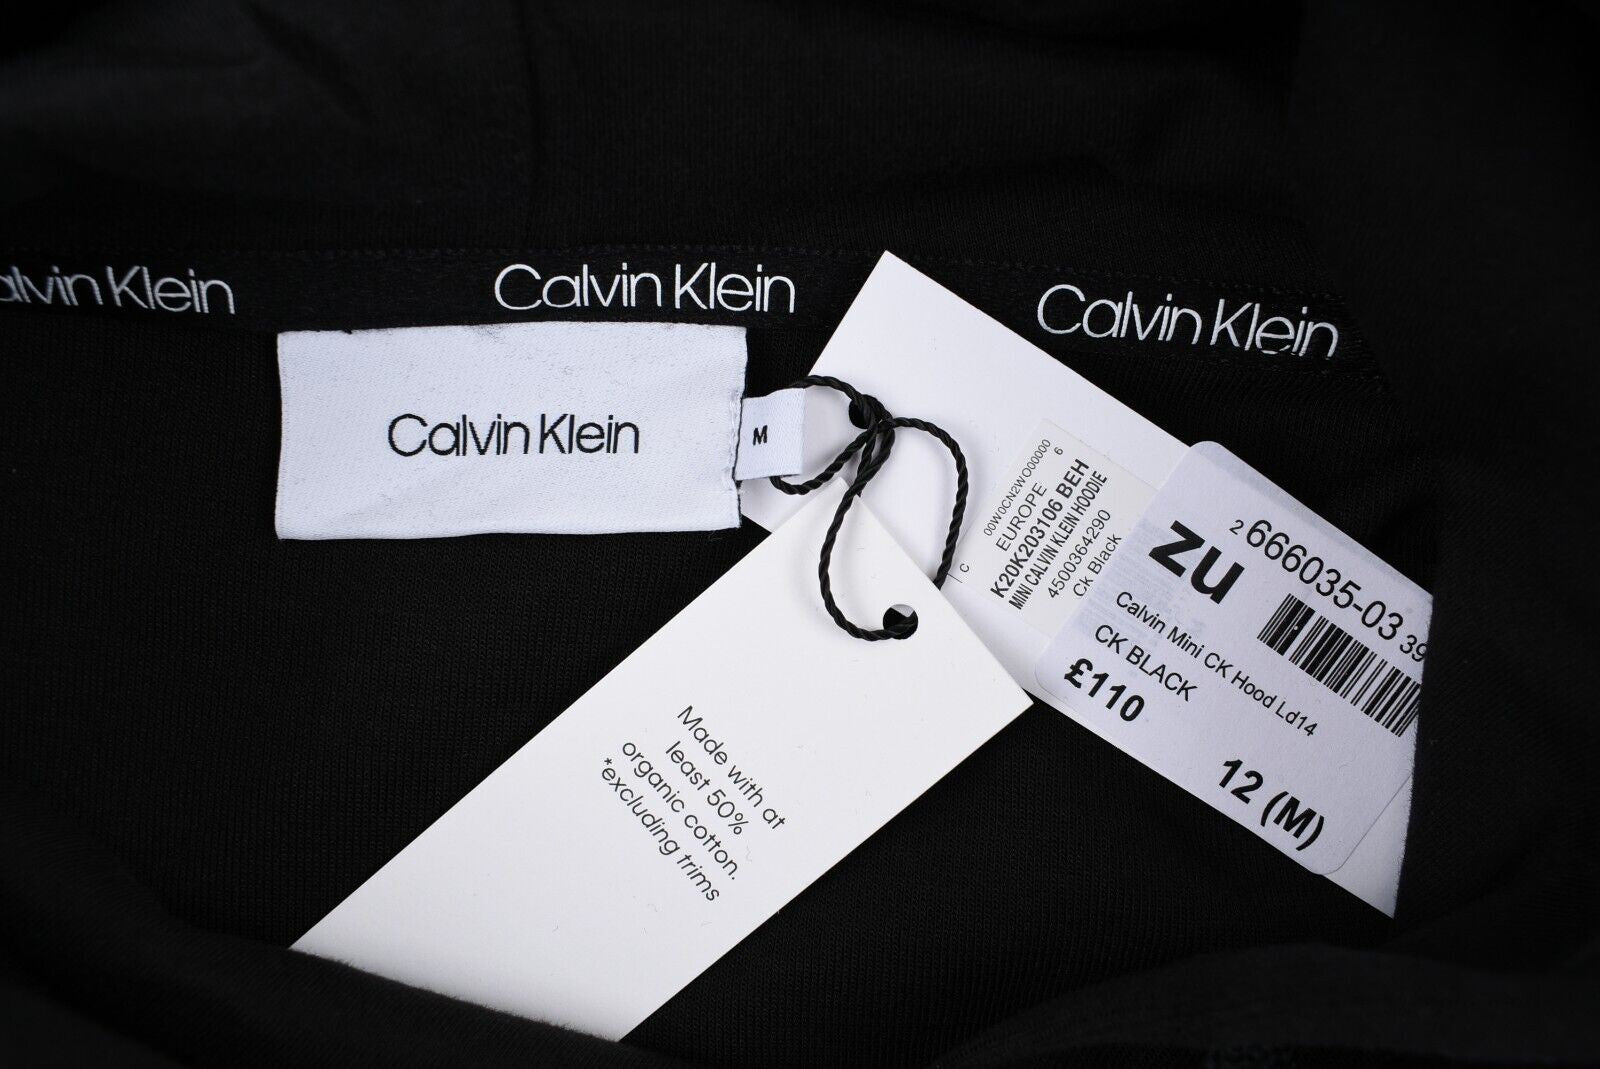 alvin Klein
Calvin Klein
Calvin Klein
Calvin Klein
M
Made with at
least 50%
organic cotton.
*excluding trims
C 00W0CN2WO00000 6
EUROPE
K20K203106 BEH
MINI CALVIN KLEIN HOODIE
4500364290
Ck Black
zu
2 666035-03 39
Calvin Mini CK Hood Ld14
CK BLACK
£110
12 (M)